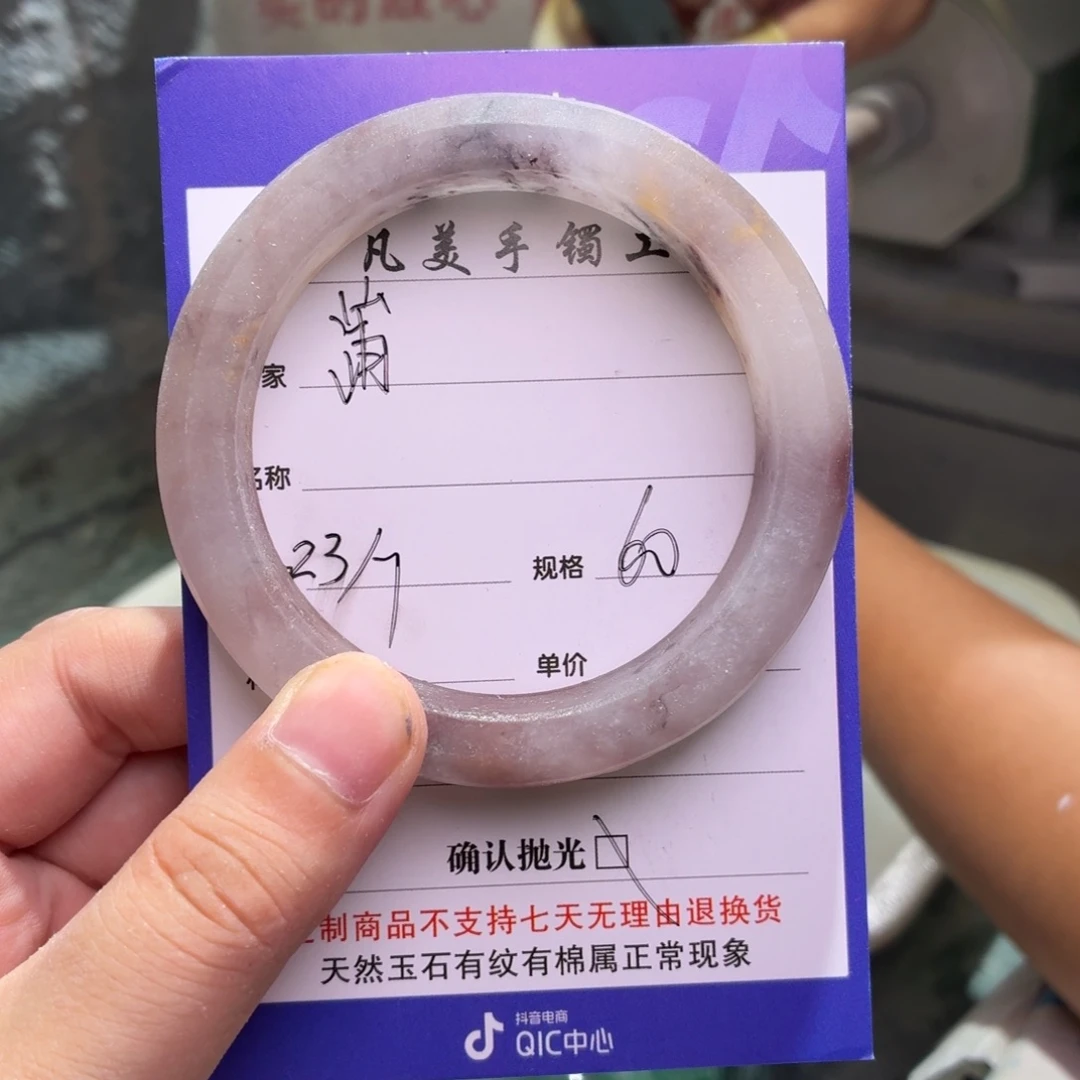 凡美手镯工
家
名称
23/7 规格 60
单价
确认抛光
制商品不支持七天无理由退换货
天然玉石有纹有棉属正常现象
抖音电商
QIC中心